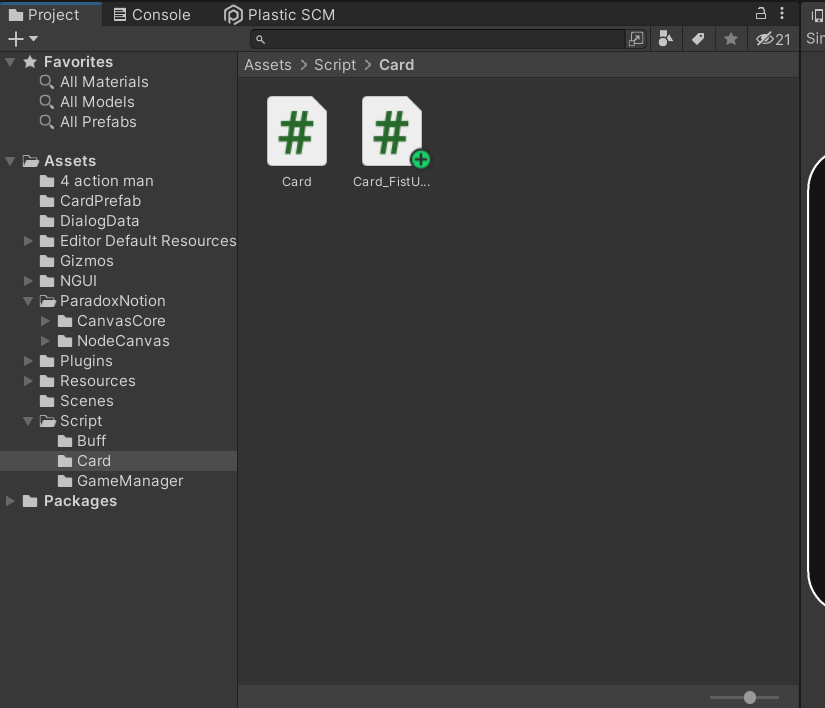 Project
Console
Plastic SCM
21
Sir
Favorites
All Materials
All Models
All Prefabs
Assets
4 action man
CardPrefab
DialogData
Editor Default Resources
Gizmos
NGUI
ParadoxNotion
CanvasCore
NodeCanvas
Plugins
Resources
Scenes
Script
Buff
Card
GameManager
Packages
Assets > Script > Card
Card
Card_FistU...